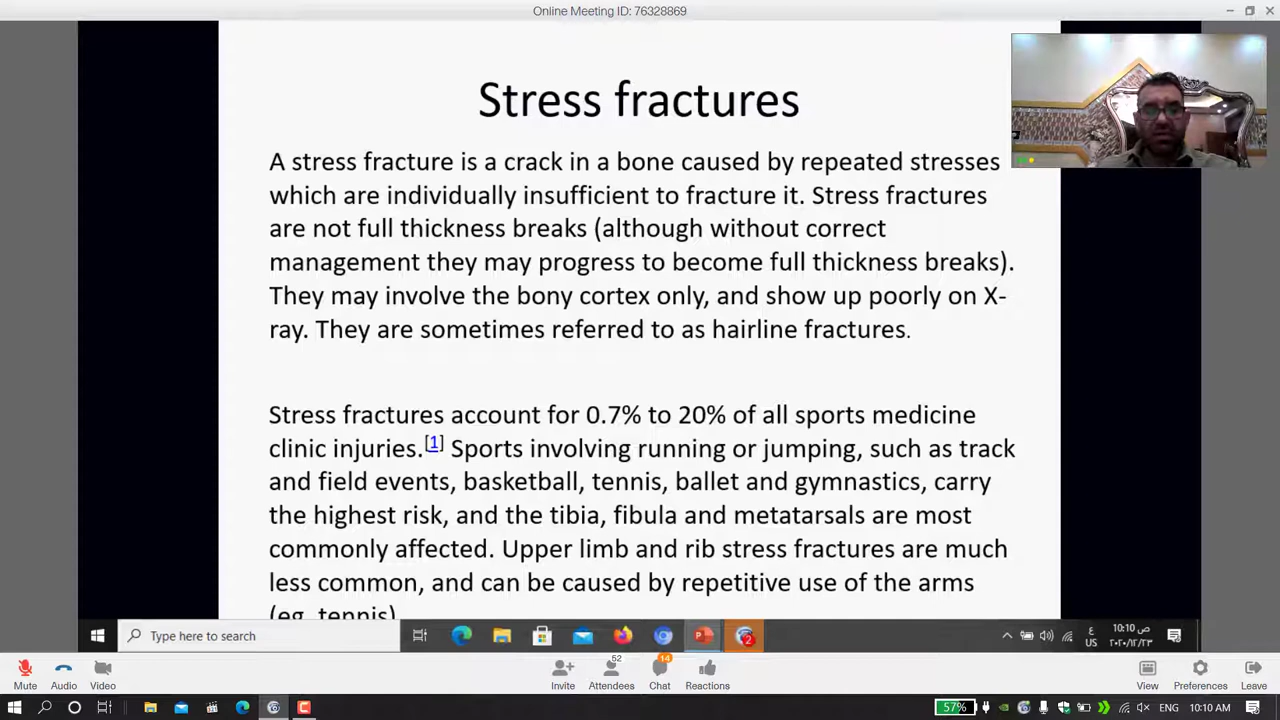 Online Meeting ID: 76328869
Stress fractures
A stress fracture is a crack in a bone caused by repeated stresses
which are individually insufficient to fracture it. Stress fractures
are not full thickness breaks (although without correct
management they may progress to become full thickness breaks).
They may involve the bony cortex only, and show up poorly on X-
ray. They are sometimes referred to as hairline fractures.
Stress fractures account for 0.7% to 20% of all sports medicine
clinic injuries.[1] Sports involving running or jumping, such as track
and field events, basketball, tennis, ballet and gymnastics, carry
the highest risk, and the tibia, fibula and metatarsals are most
commonly affected. Upper limb and rib stress fractures are much
less common, and can be caused by repetitive use of the arms
(eg, tennis)
Type here to search
2
ع
US
10:10 ص
٢٠٢٠/١٢/٢٣
Mute
Audio
Video
Invite
52
Attendees
14
Chat
Reactions
View
Preferences
Leave
57%
10:10 AM